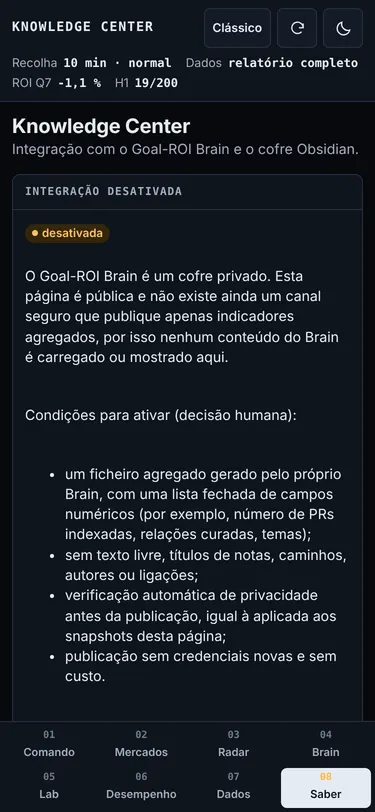 KNOWLEDGE CENTER
Clássico
Recolha 10 min · normal Dados relatório completo
ROI Q7 -1,1 % H1 19/200
Knowledge Center
Integração com o Goal-ROI Brain e o cofre Obsidian.
INTEGRAÇÃO DESATIVADA
desativada
O Goal-ROI Brain é um cofre privado. Esta
página é pública e não existe ainda um canal
seguro que publique apenas indicadores
agregados, por isso nenhum conteúdo do Brain
é carregado ou mostrado aqui.
Condições para ativar (decisão humana):
• um ficheiro agregado gerado pelo próprio
Brain, com uma lista fechada de campos
numéricos (por exemplo, número de PRs
indexadas, relações curadas, temas);
• sem texto livre, títulos de notas, caminhos,
autores ou ligações;
• verificação automática de privacidade
antes da publicação, igual à aplicada aos
snapshots desta página;
• publicação sem credenciais novas e sem
custo.
01 02 03 04
Comando Mercados Radar Brain
05 06 07 08
Lab Desempenho Dados Saber